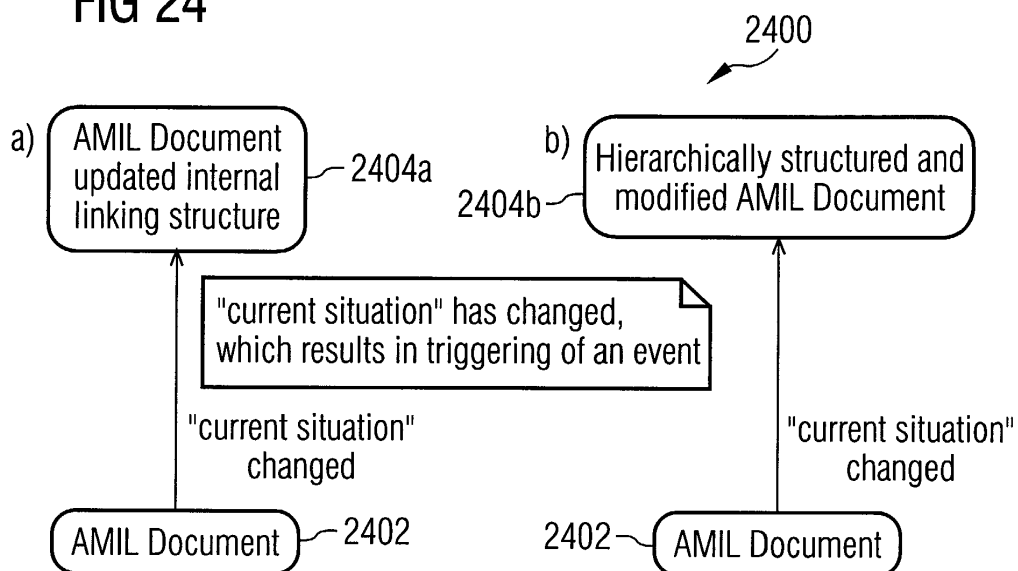 FIG 24
2400
a)
AMIL Document
updated internal
linking structure
2404a
b)
Hierarchically structured and
modified AMIL Document
2404b
"current situation" has changed,
which results in triggering of an event
"current situation"
changed
"current situation"
changed
AMIL Document
2402
2402
AMIL Document